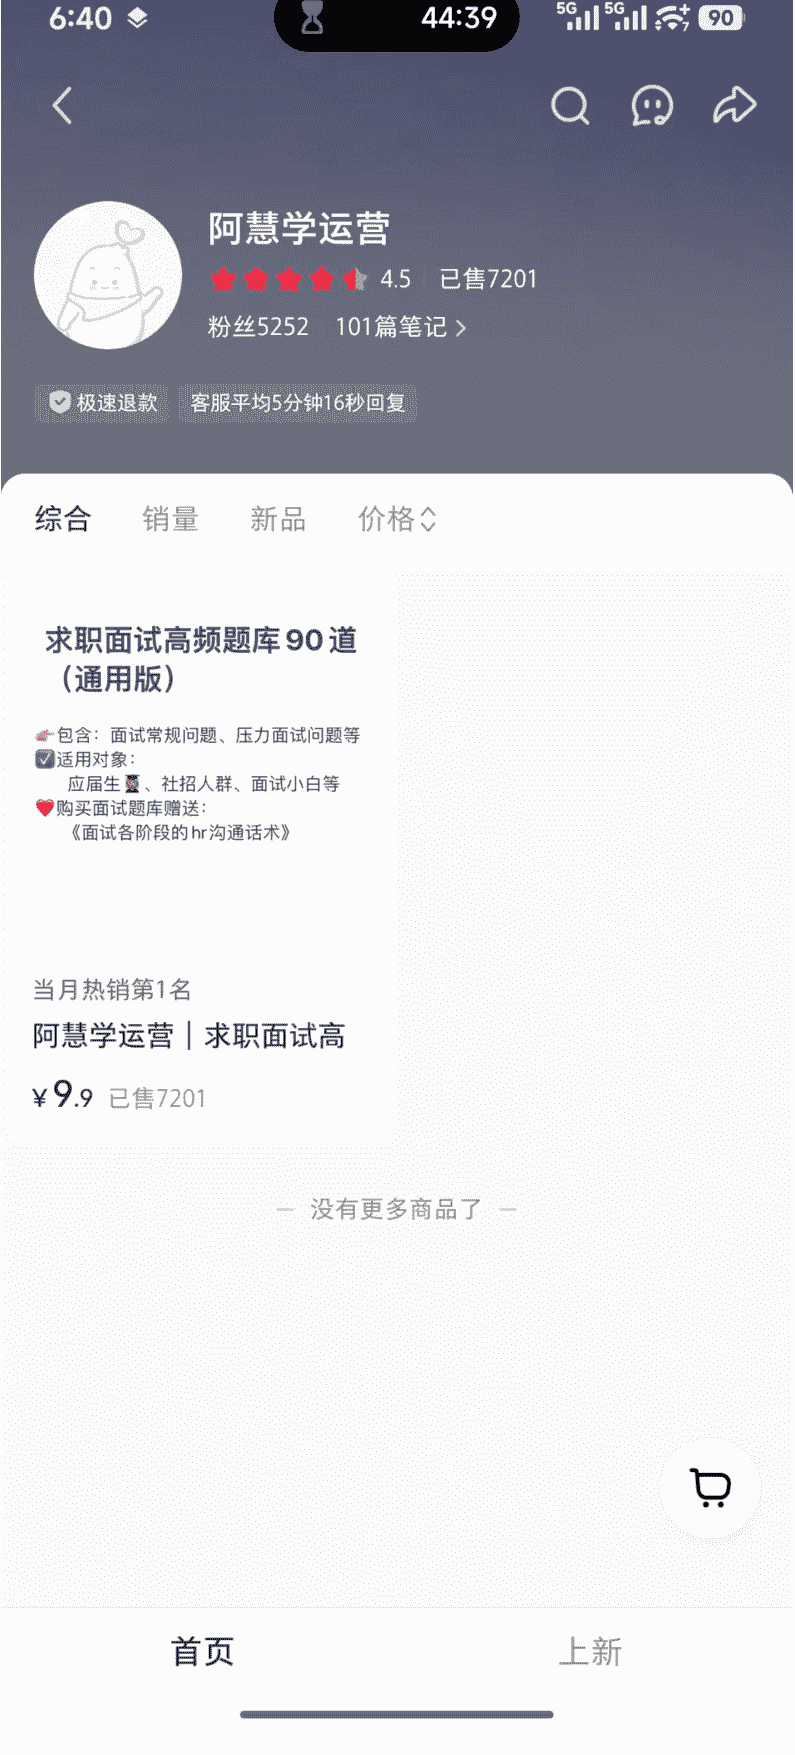 6:40
44:39
5G 5G 7 90
阿慧学运营
4.5 已售7201
粉丝5252 101篇笔记
极速退款 客服平均5分钟16秒回复
综合 销量 新品 价格
求职面试高频题库90道
（通用版）
包含：面试常规问题、压力面试问题等
适用对象：
应届生、社招人群、面试小白等
购买面试题库赠送：
《面试各阶段的hr沟通话术》
当月热销第1名
阿慧学运营｜求职面试高
¥9.9 已售7201
没有更多商品了
首页 上新